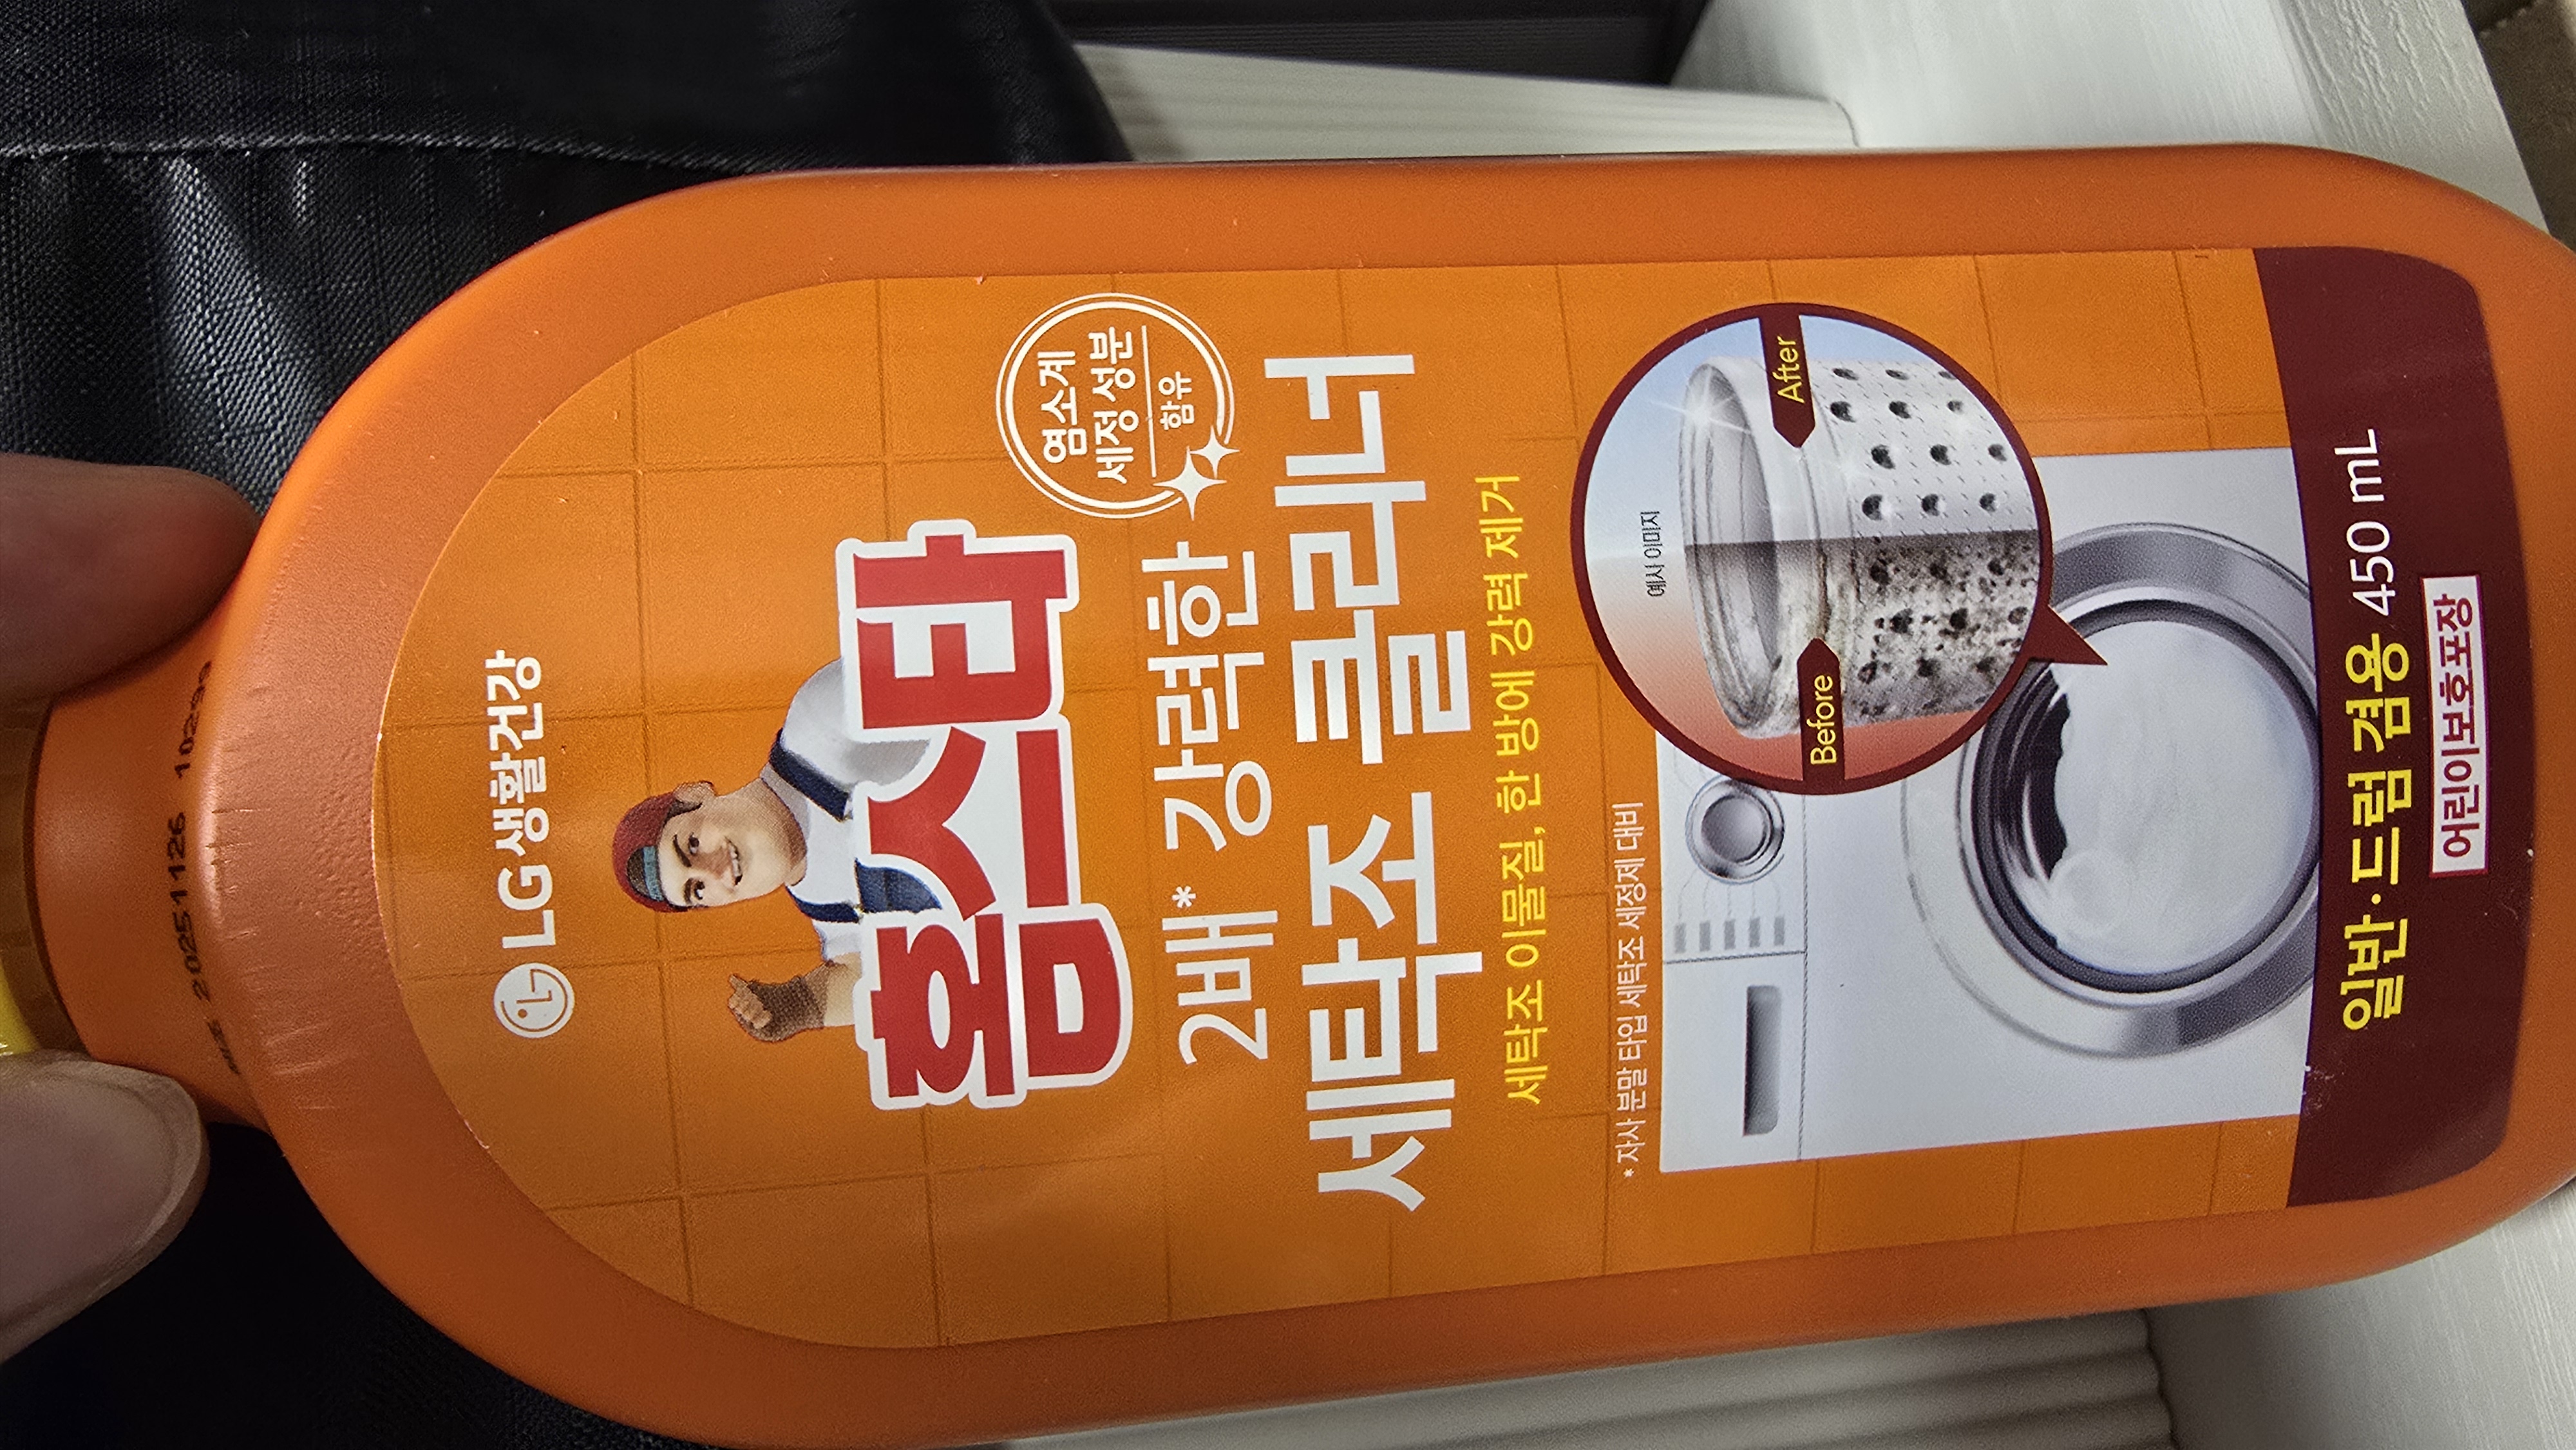 20251126 10299
LG생활건강
홈스타
염소계
세정 성분
함유
2배* 강력한
세탁조 클리너
세탁조 이물질, 한 방에 강력 제거
* 자사 분말 타입 세탁조 세정제 대비
예시 이미지
Before
After
일반·드럼 겸용 450 mL
어린이보호포장